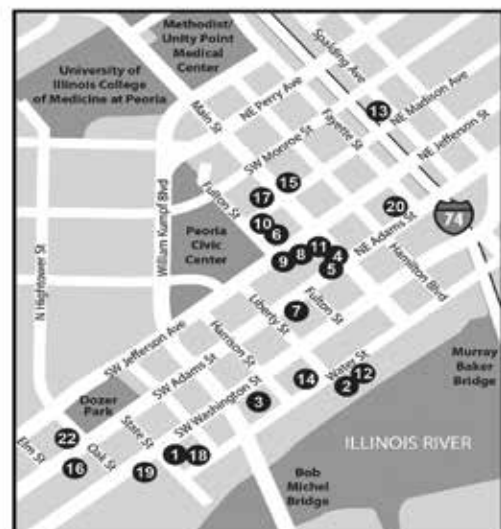 Methodist/
Unity Point
Medical
Center
University of
Illinois College
of Medicine at Peoria
Spalding Ave
NE Perry Ave
NE Madison Ave
Main St
Fayette St
NE Jefferson St
SW Monroe St
13
15
17
20
74
Fulton St
10
6
NE Adams St
William Kumpf Blvd
Peoria
Civic
Center
11
8
4
9
5
Hamilton Blvd
N Hightower St
7
Fulton St
Liberty St
SW Jefferson Ave
Harrison St
SW Adams St
Water St
Murray
Baker
Bridge
14
12
2
SW Washington St
3
Dozer
Park
State St
22
Oak St
Elm St
16
19
1
18
ILLINOIS RIVER
Bob
Michel
Bridge